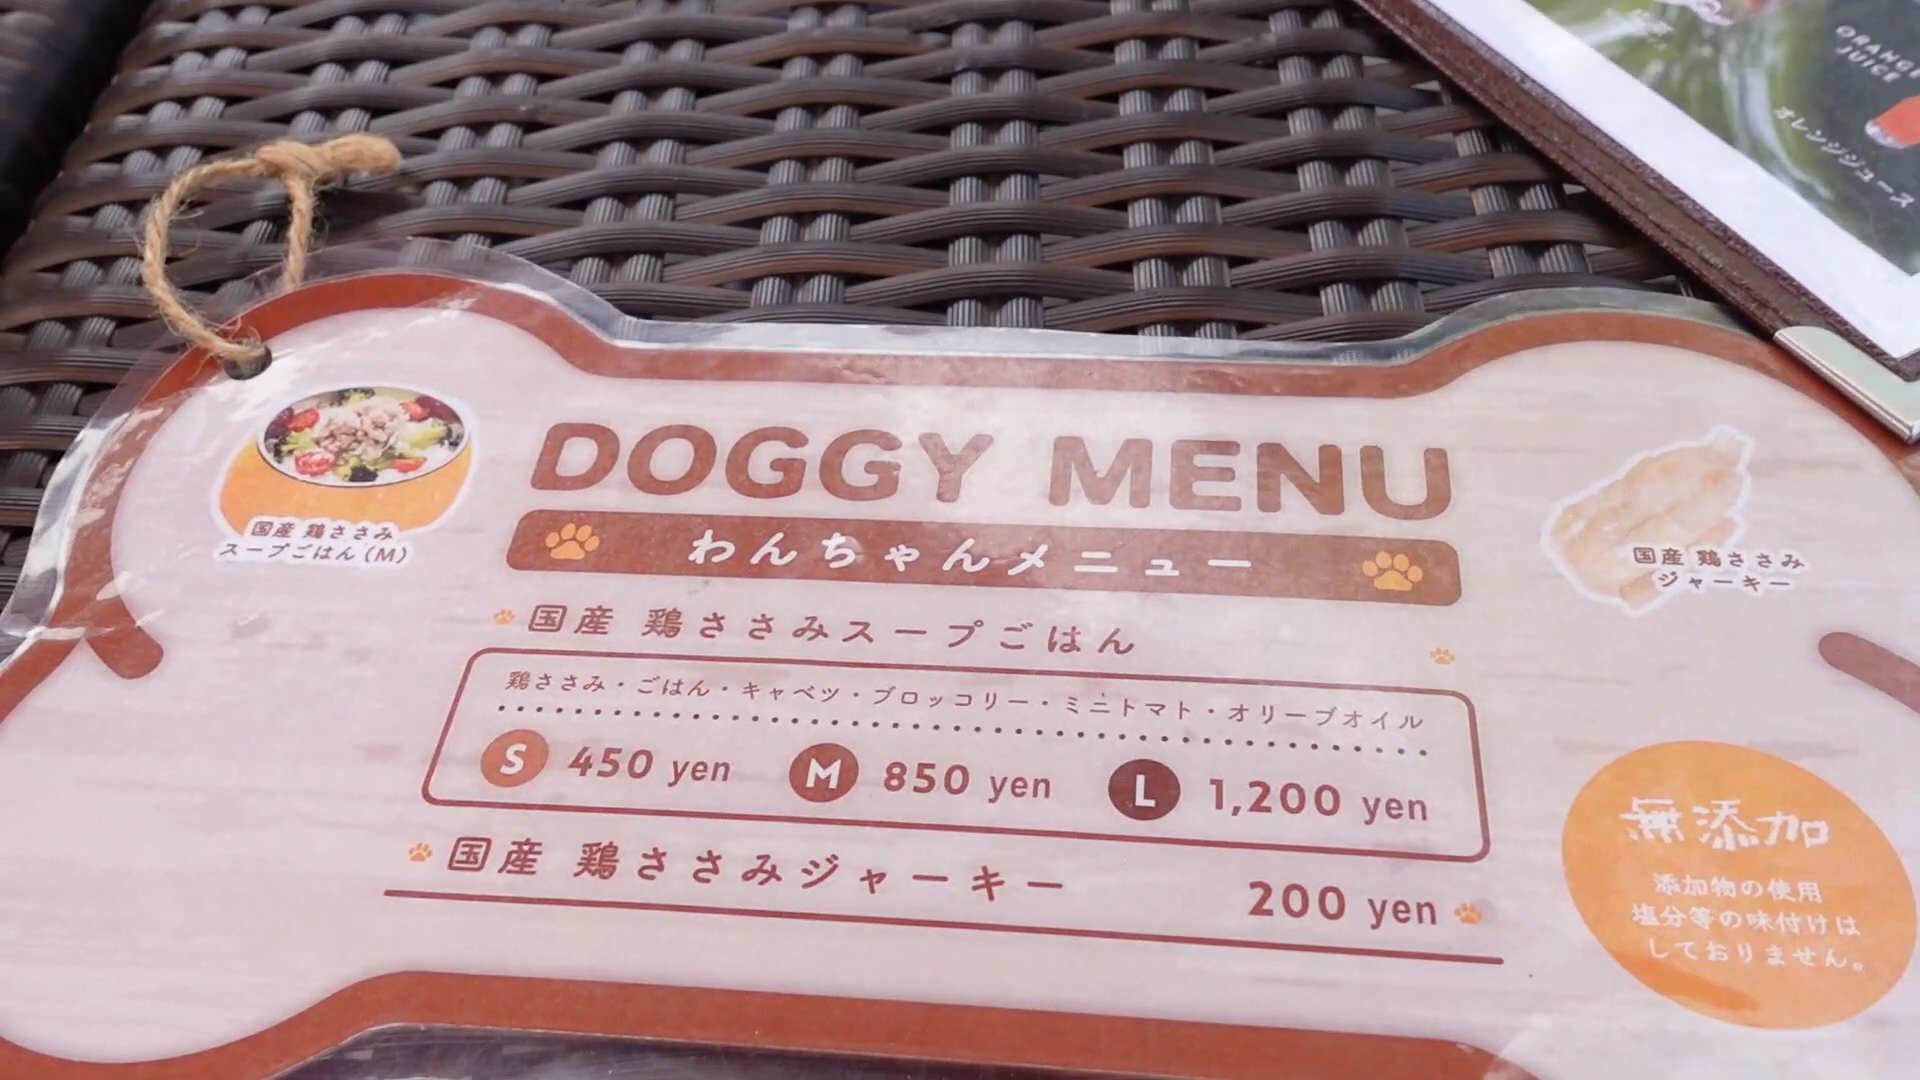 ORANGE
JUICE
オレンジジュース
DOGGY MENU
わんちゃんメニュー
国産 鶏ささみ
スープごはん(M)
国産 鶏ささみ
ジャーキー
国産 鶏ささみスープごはん
鶏ささみ・ごはん・キャベツ・ブロッコリー・ミニトマト・オリーブオイル
S 450 yen M 850 yen L 1,200 yen
国産 鶏ささみジャーキー 200 yen
無添加
添加物の使用
塩分等の味付けは
しておりません。